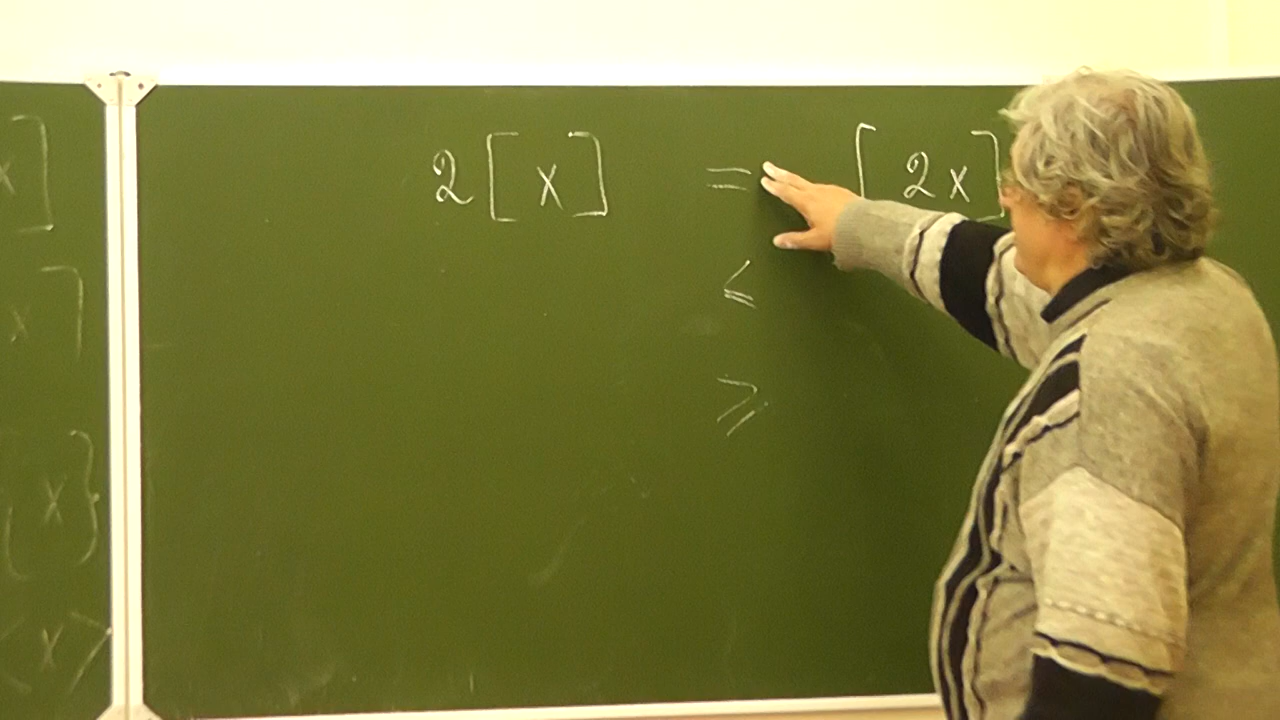 x]
x]
{x}
<x>
2 [ x ] = [ 2x ]
≤
⩾